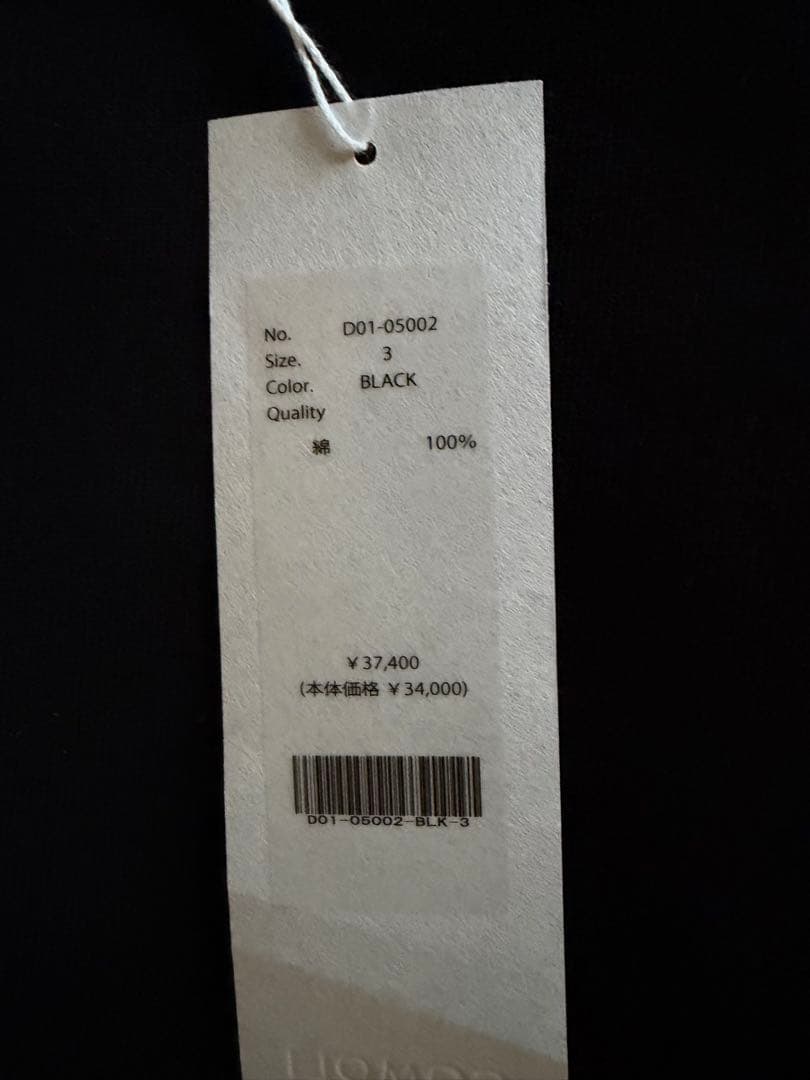 No. D01-05002
Size. 3
Color. BLACK
Quality
綿 100%
￥37,400
(本体価格 ￥34,000)
D01-05002-BLK-3